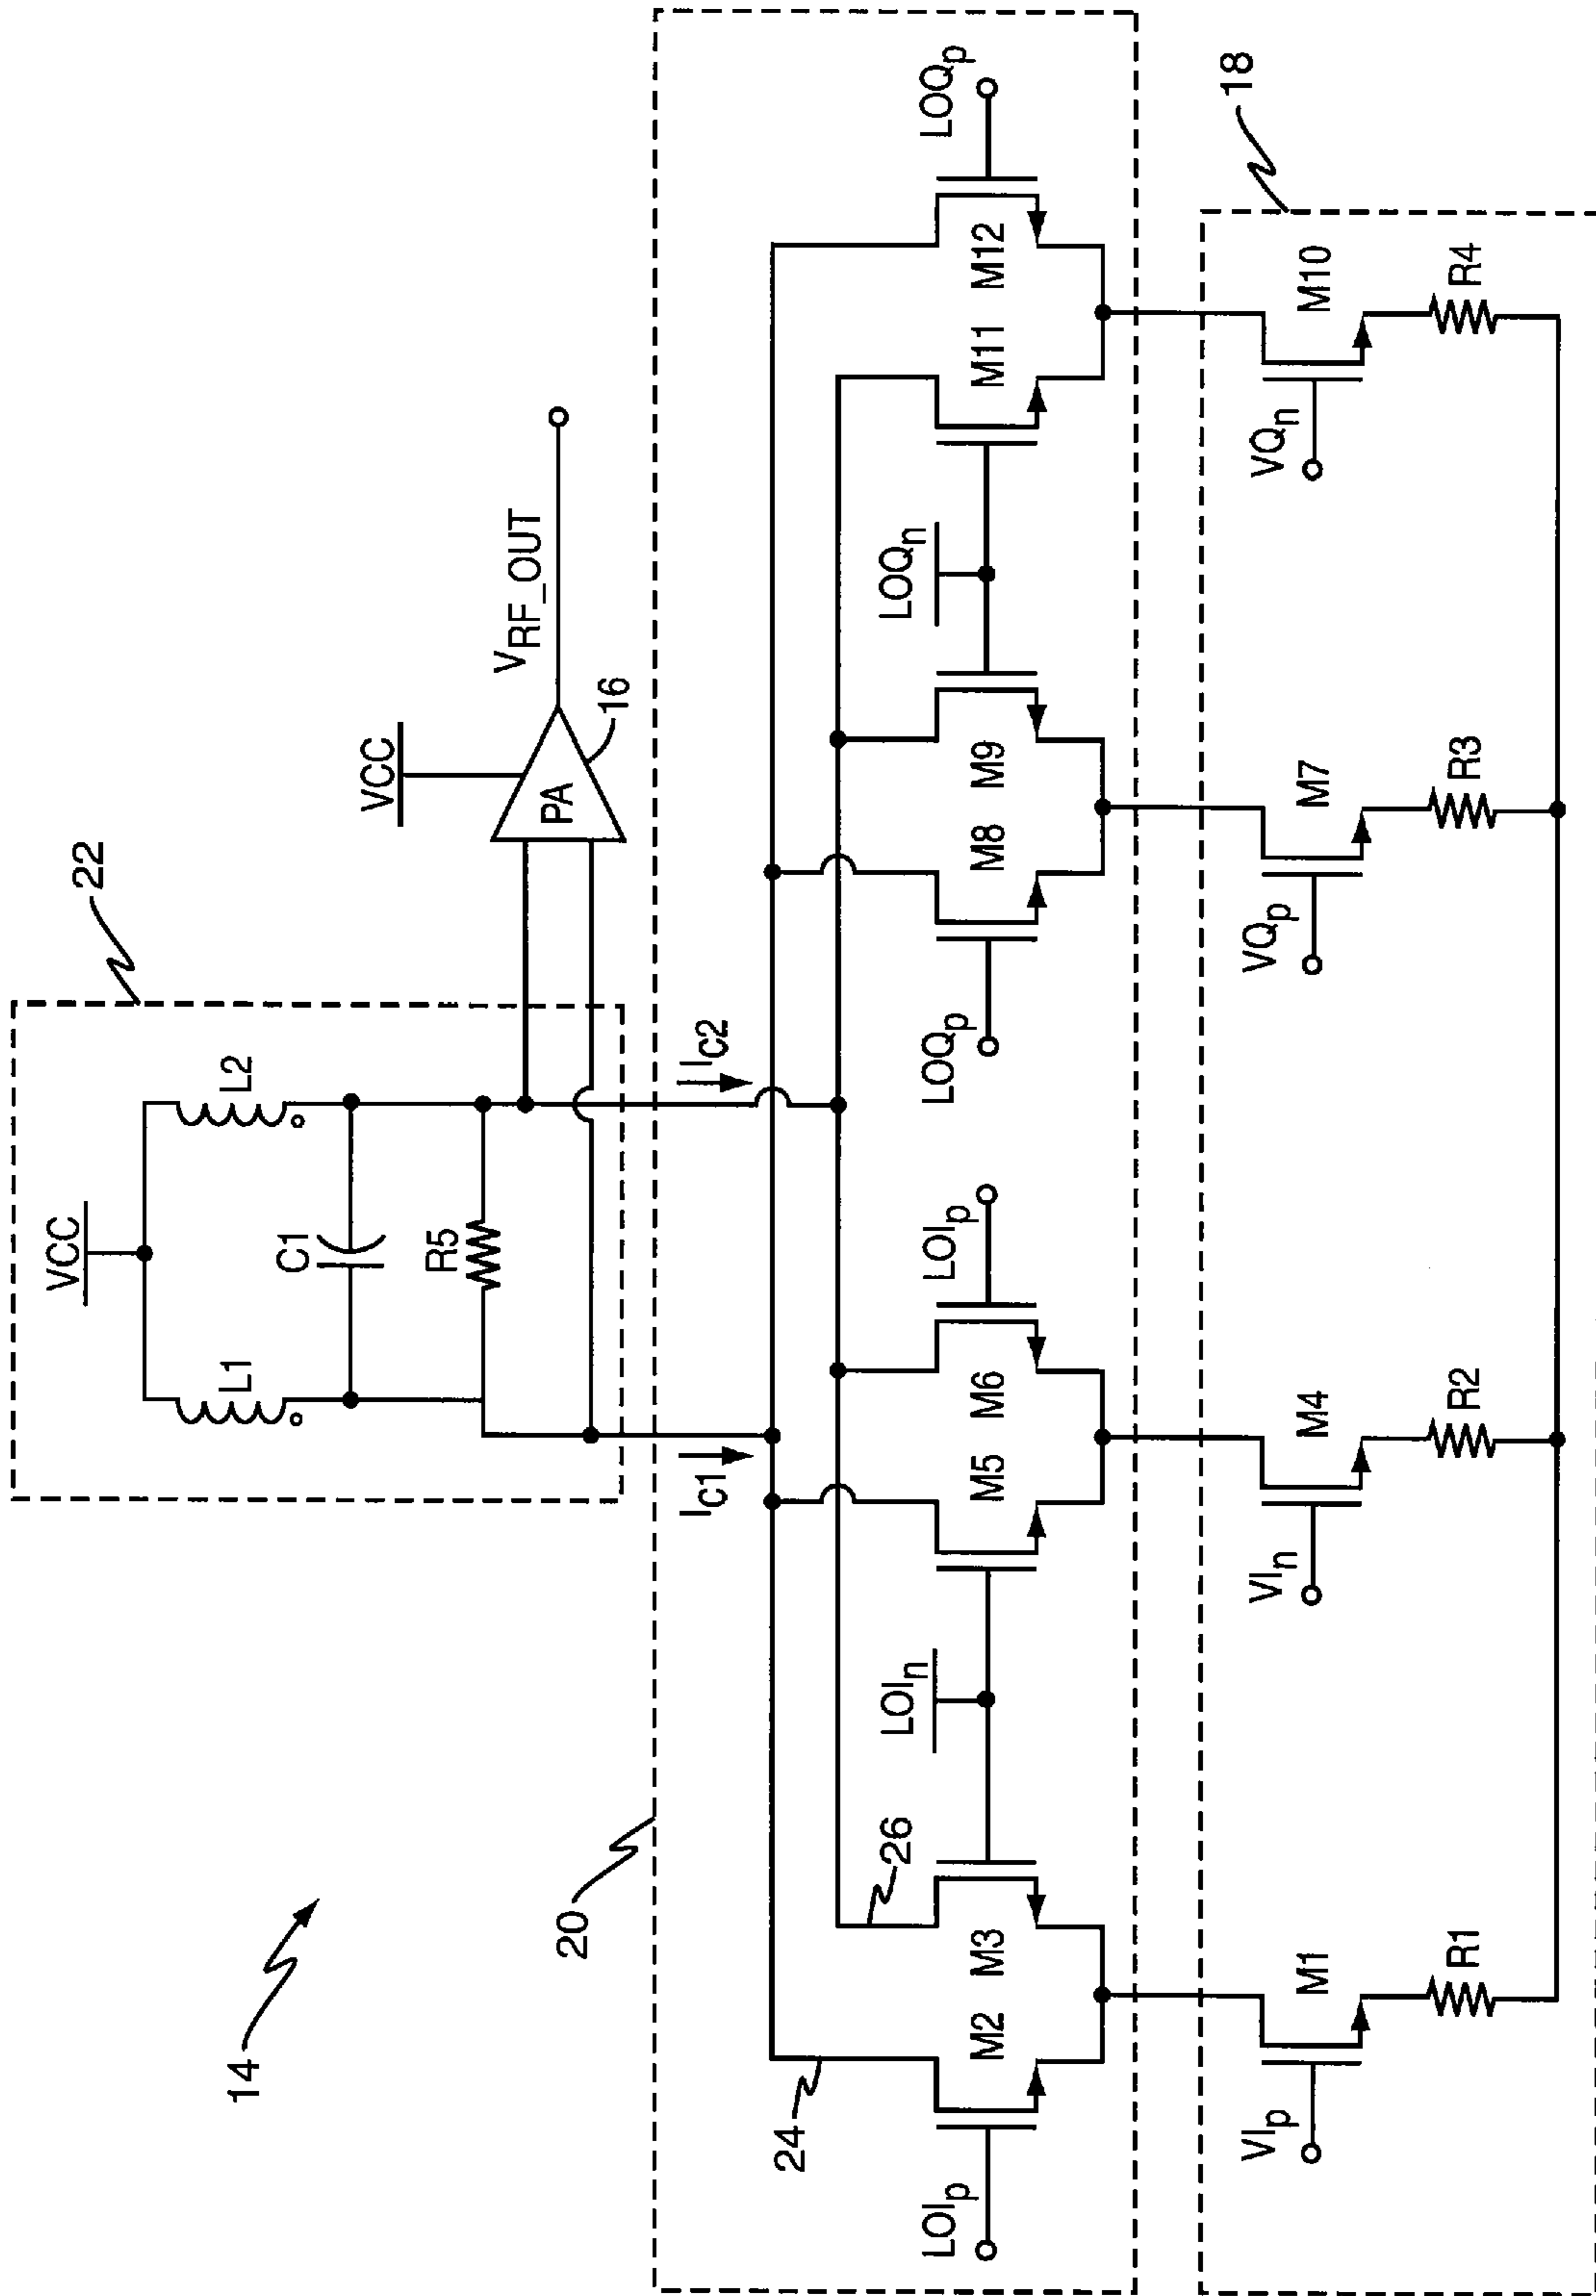 14
22
VCC
L1
L2
C1
R5
VCC
PA
16
VRF_OUT
20
IC1
IC2
24
26
LOIp
M2
M3
LOIn
M5
M6
LOIp
LOQp
M8
M9
LOQn
M11
M12
LOQp
18
VIp
M1
VIn
M4
VQp
M7
VQn
M10
R1
R2
R3
R4